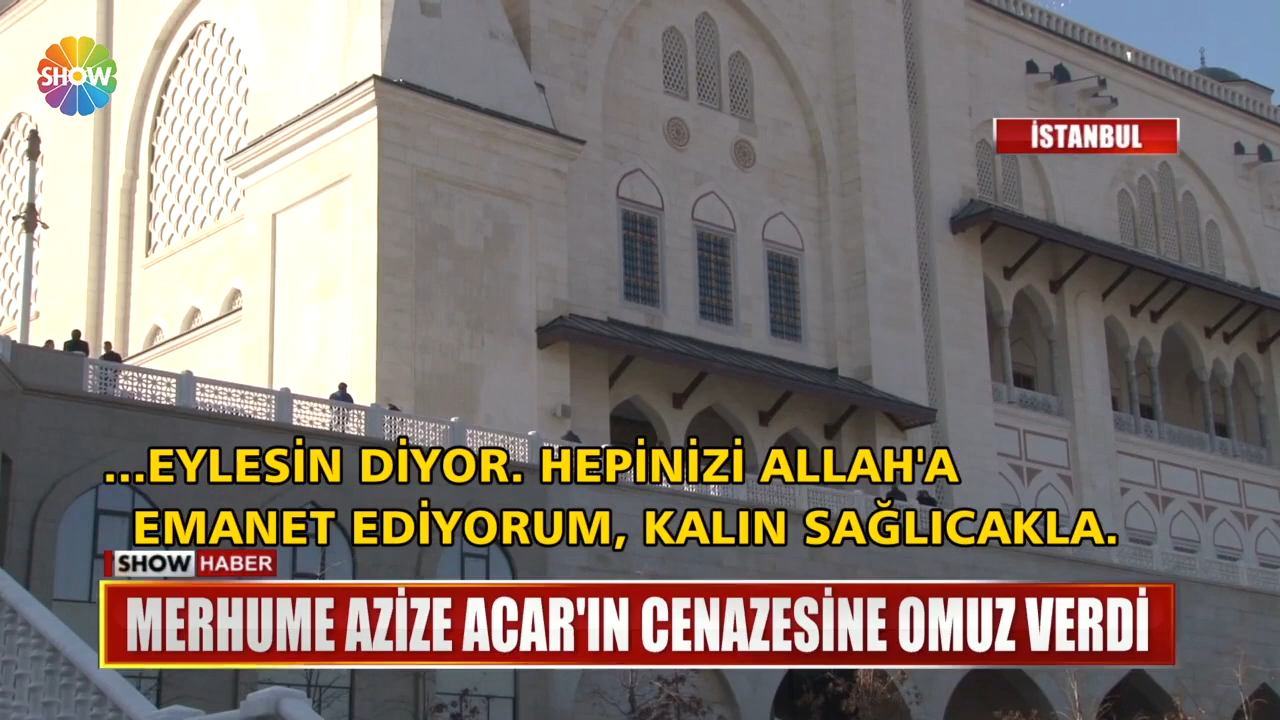 SHOW
İSTANBUL
...EYLESİN DİYOR. HEPİNİZİ ALLAH'A
EMANET EDİYORUM, KALIN SAĞLICAKLA.
SHOW HABER
MERHUME AZİZE ACAR'IN CENAZESİNE OMUZ VERDİ